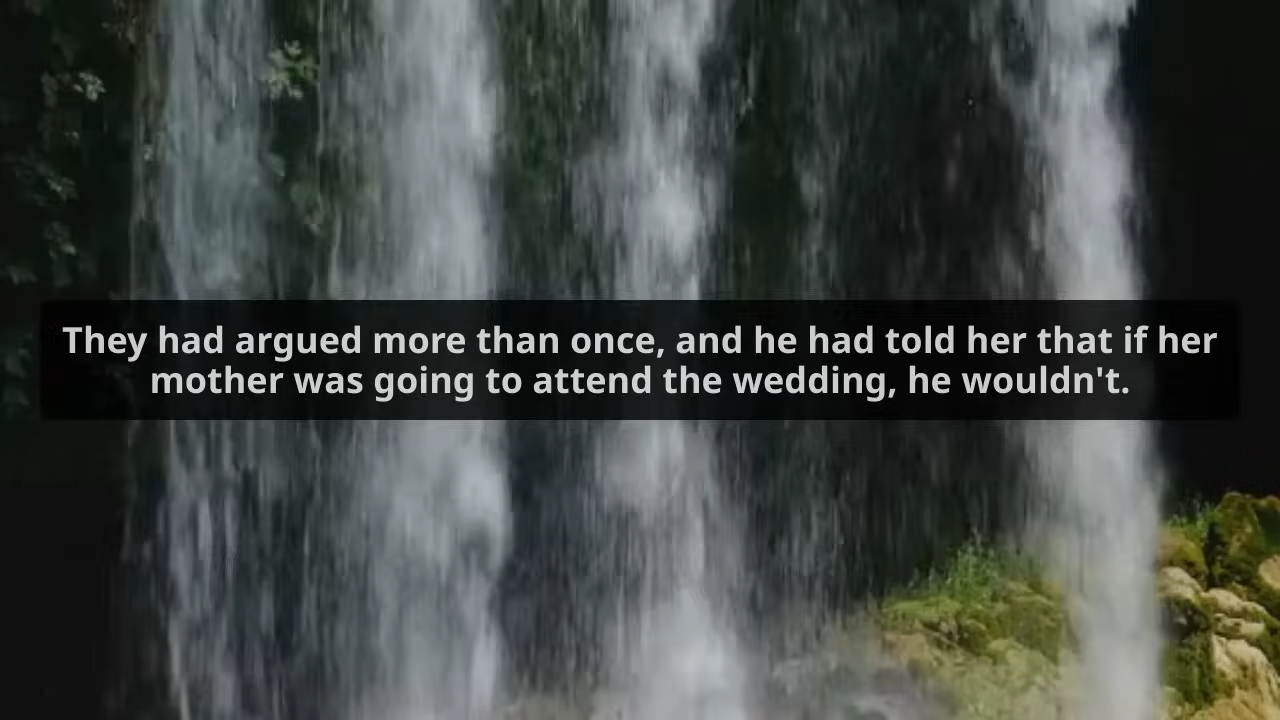 They had argued more than once, and he had told her that if her
mother was going to attend the wedding, he wouldn't.